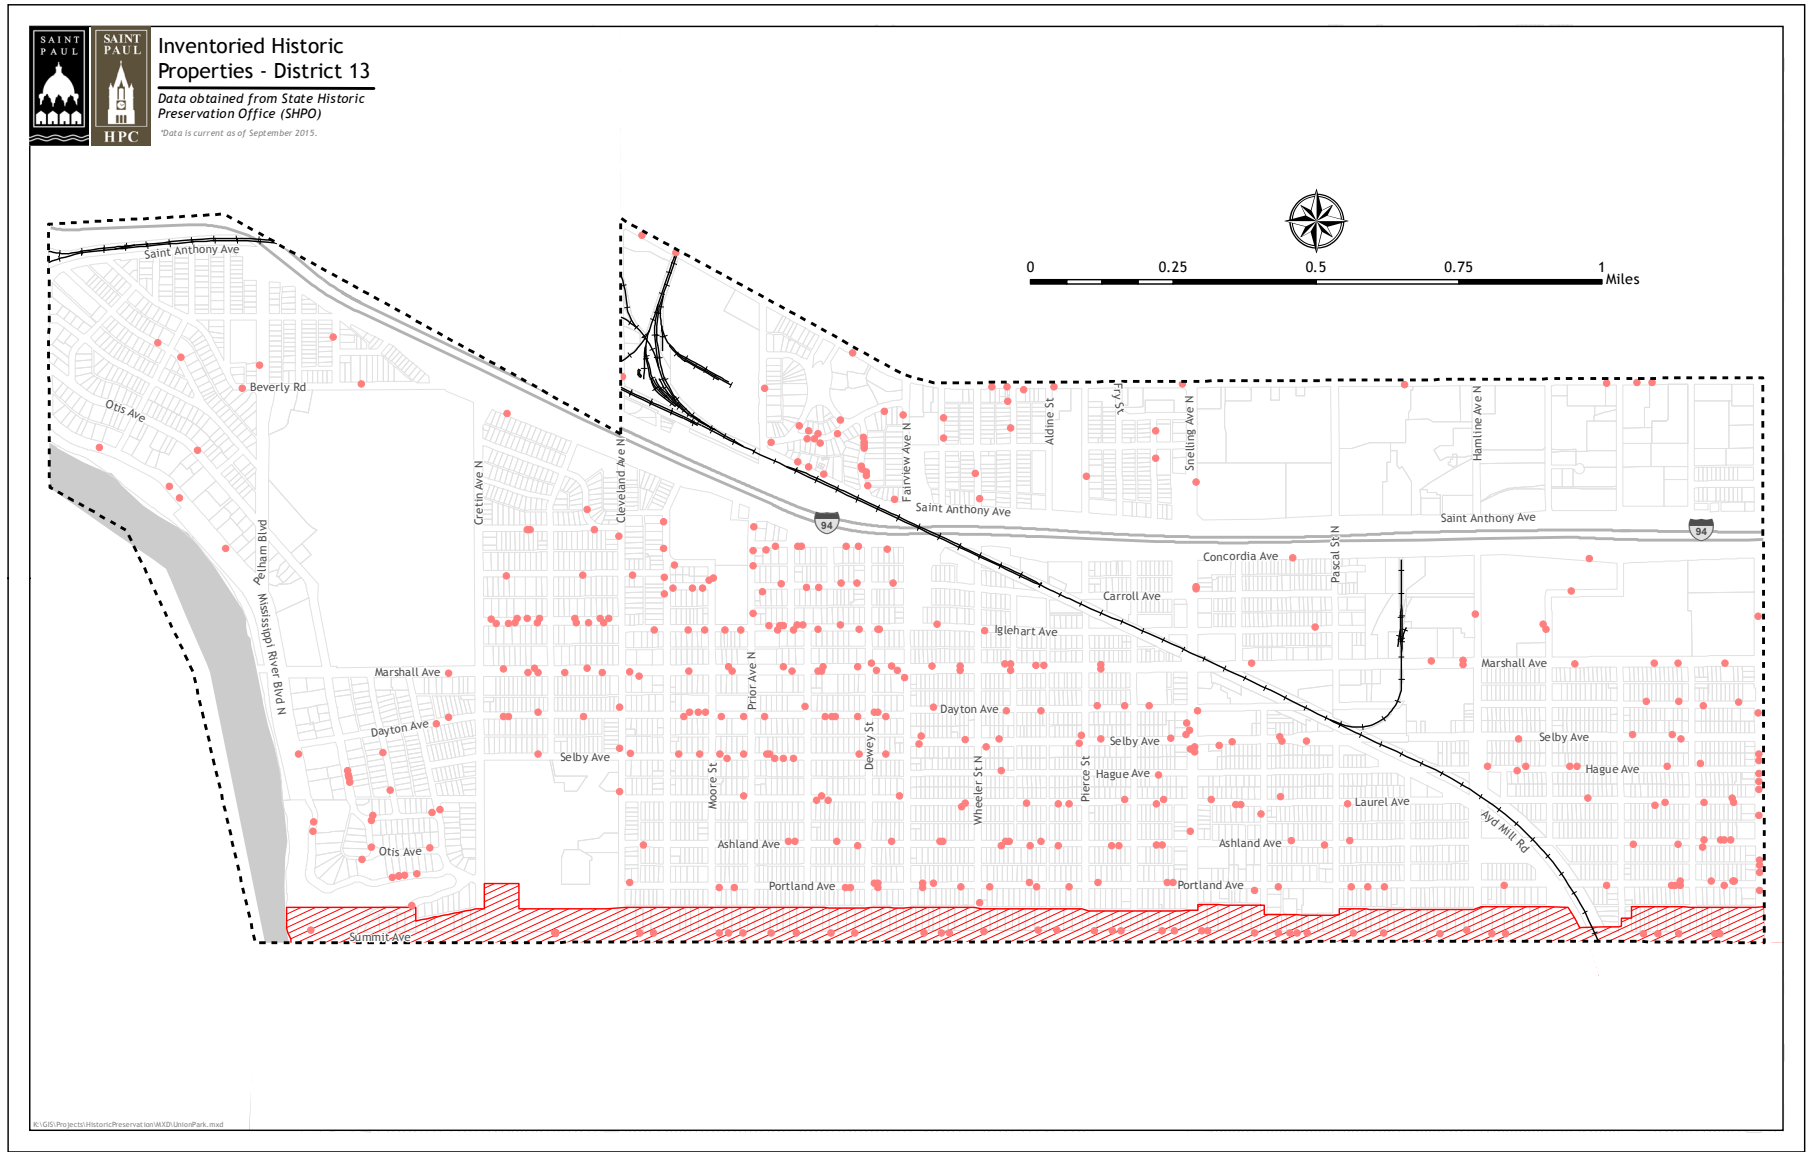 SAINT
PAUL
SAINT
PAUL
HPC
Inventoried Historic
Properties - District 13
Data obtained from State Historic
Preservation Office (SHPO)
*Data is current as of September 2015.
0 0.25 0.5 0.75 1
Miles
Saint Anthony Ave
Beverly Rd
Otis Ave
Pelham Blvd
Mississippi River Blvd N
Cretin Ave N
Cleveland Ave N
Fairview Ave N
Aldine St
Fry St
Snelling Ave N
Hamline Ave N
Saint Anthony Ave
Saint Anthony Ave
94
94
Concordia Ave
Pascal St N
Carroll Ave
Iglehart Ave
Marshall Ave
Marshall Ave
Prior Ave N
Dayton Ave
Dayton Ave
Selby Ave
Selby Ave
Selby Ave
Dewey St
Moore St
Wheeler St N
Pierce St
Hague Ave
Hague Ave
Laurel Ave
Ayd Mill Rd
Otis Ave
Ashland Ave
Ashland Ave
Portland Ave
Portland Ave
Summit Ave
K:\GIS\Projects\HistoricPreservation\MXD\UnionPark.mxd